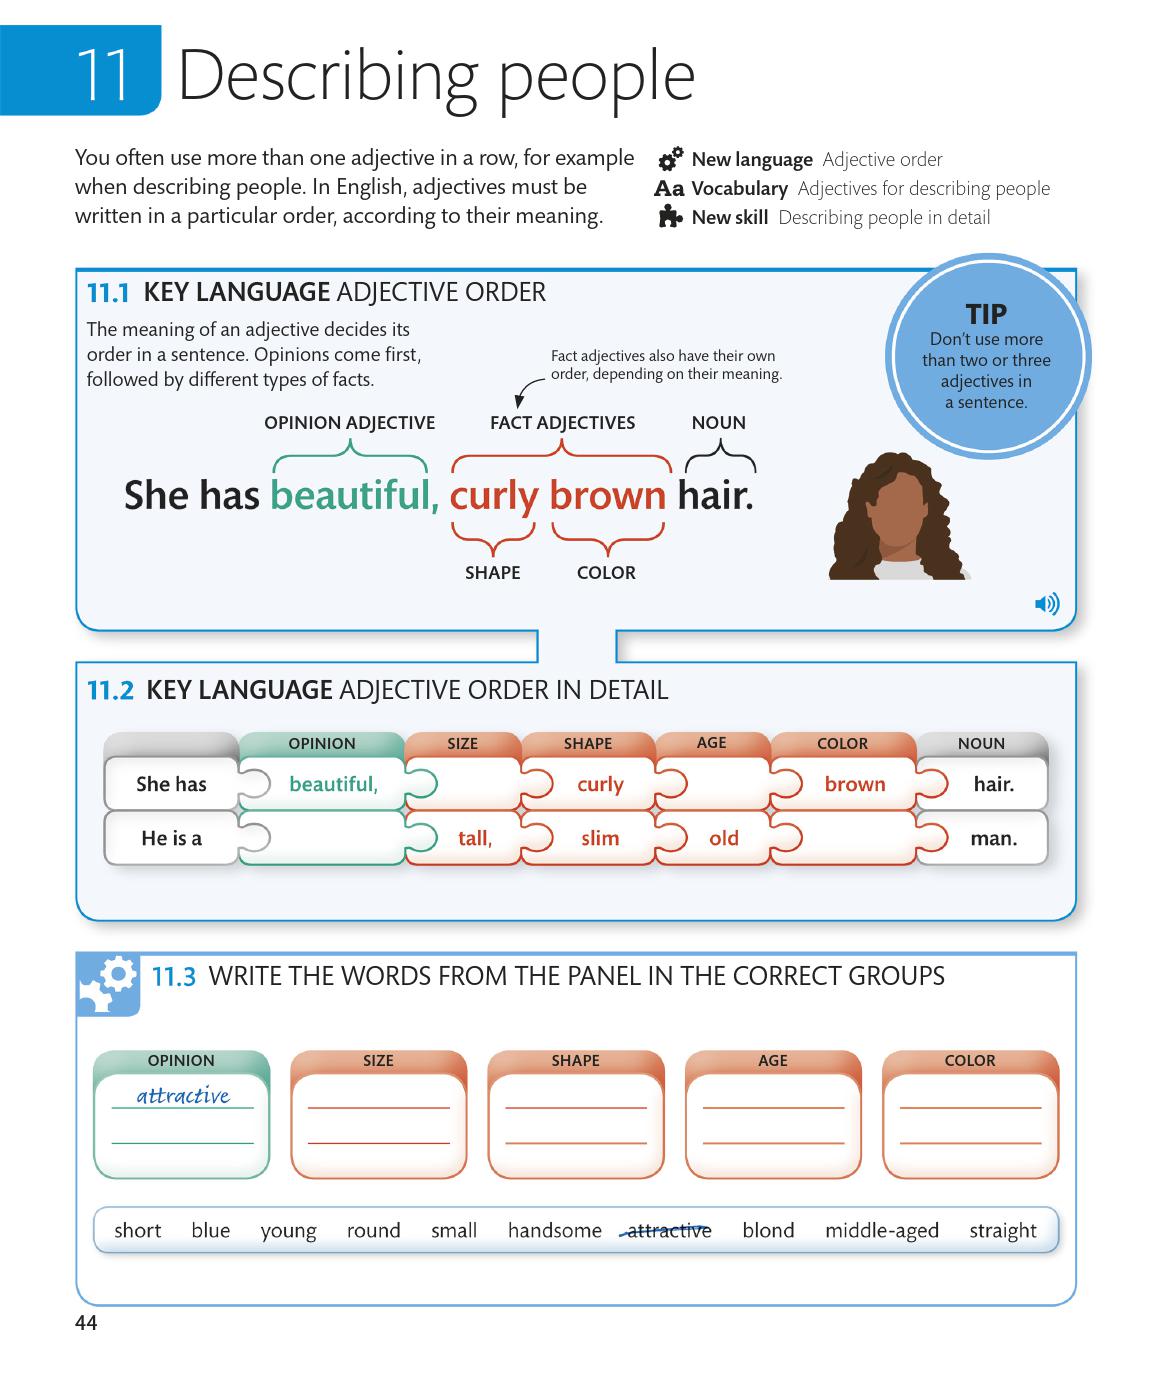 11 Describing people
You often use more than one adjective in a row, for example
when describing people. In English, adjectives must be
written in a particular order, according to their meaning.
New language Adjective order
Aa Vocabulary Adjectives for describing people
New skill Describing people in detail
11.1 KEY LANGUAGE ADJECTIVE ORDER
The meaning of an adjective decides its
order in a sentence. Opinions come first,
followed by different types of facts.
Fact adjectives also have their own
order, depending on their meaning.
TIP
Don't use more
than two or three
adjectives in
a sentence.
OPINION ADJECTIVE FACT ADJECTIVES NOUN
She has beautiful, curly brown hair.
SHAPE COLOR
11.2 KEY LANGUAGE ADJECTIVE ORDER IN DETAIL
OPINION SIZE SHAPE AGE COLOR NOUN
She has beautiful, curly brown hair.
He is a tall, slim old man.
11.3 WRITE THE WORDS FROM THE PANEL IN THE CORRECT GROUPS
OPINION SIZE SHAPE AGE COLOR
attractive
short blue young round small handsome attractive blond middle-aged straight
44